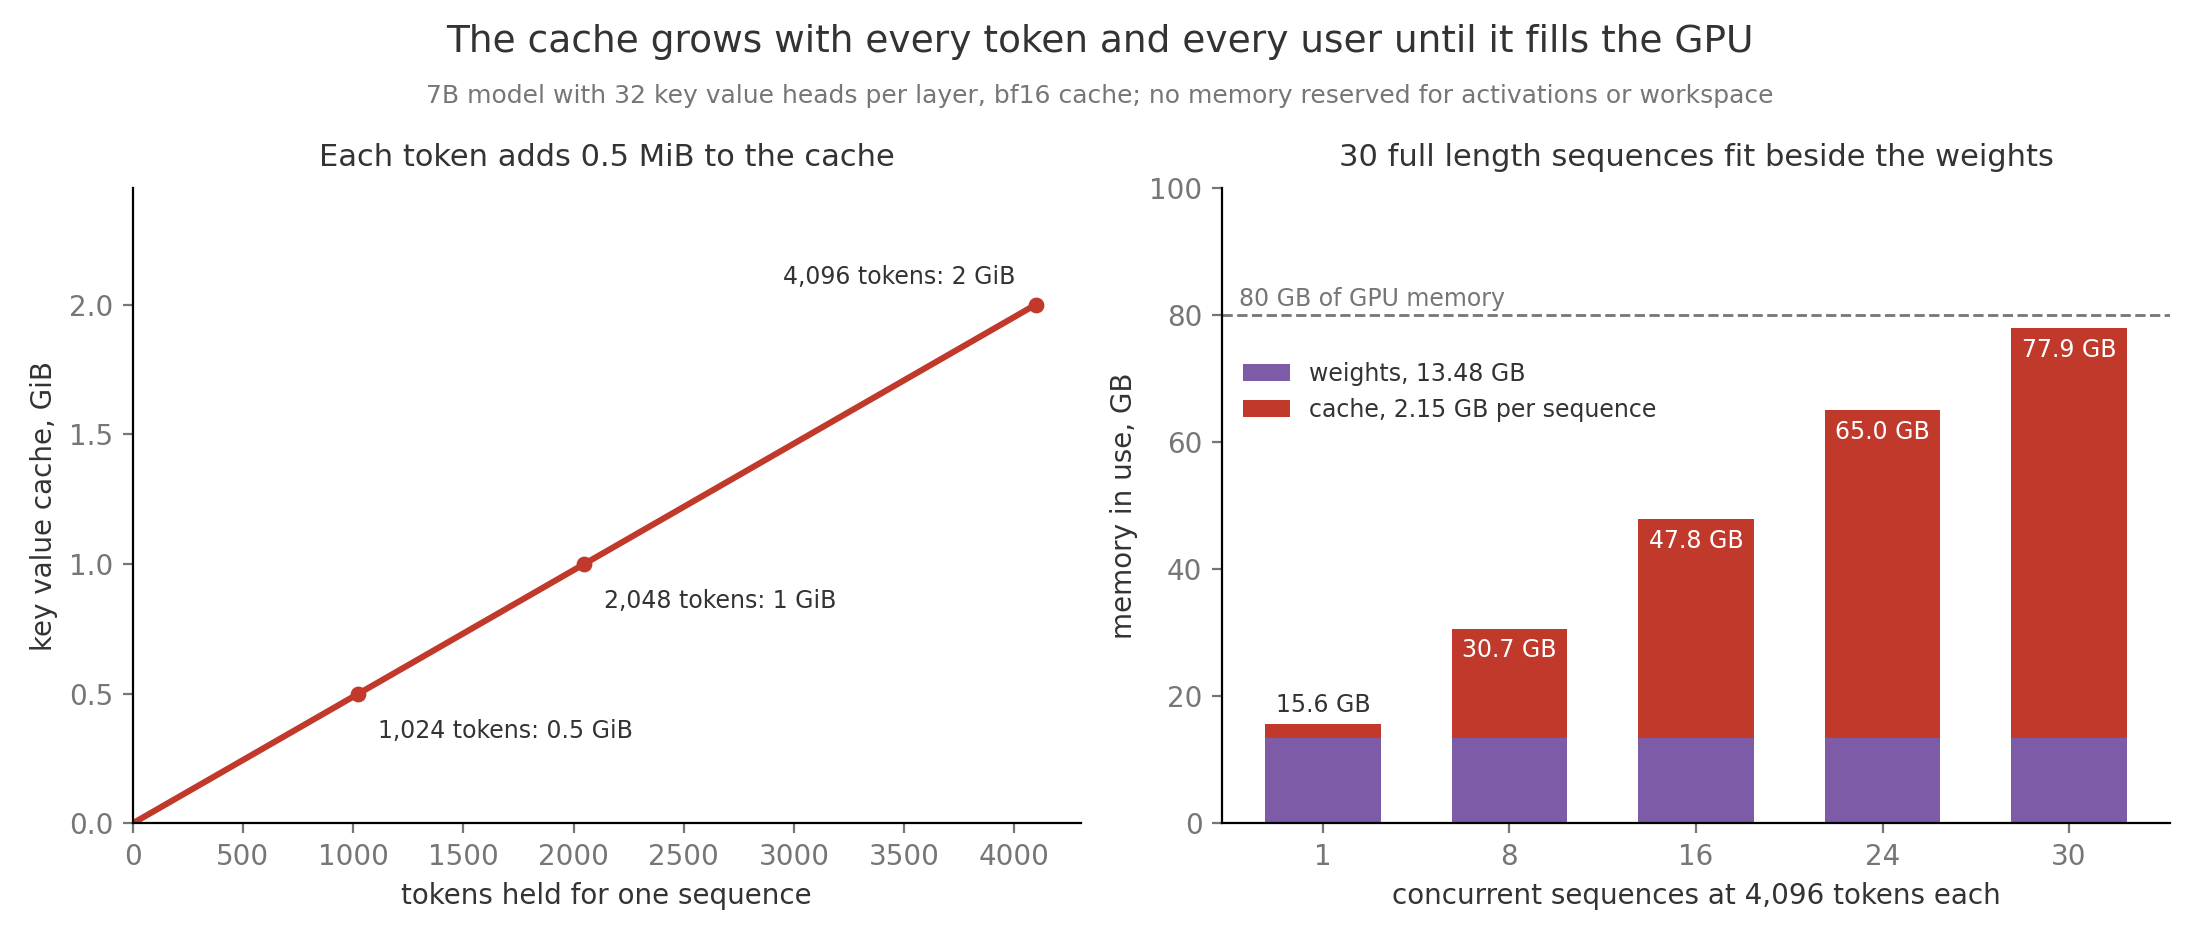 The cache grows with every token and every user until it fills the GPU
7B model with 32 key value heads per layer, bf16 cache; no memory reserved for activations or workspace
Each token adds 0.5 MiB to the cache
key value cache, GiB
2.0
1.5
1.0
0.5
0.0
4,096 tokens: 2 GiB
2,048 tokens: 1 GiB
1,024 tokens: 0.5 GiB
0 500 1000 1500 2000 2500 3000 3500 4000
tokens held for one sequence
30 full length sequences fit beside the weights
memory in use, GB
100
80
60
40
20
0
80 GB of GPU memory
weights, 13.48 GB
cache, 2.15 GB per sequence
15.6 GB
30.7 GB
47.8 GB
65.0 GB
77.9 GB
1 8 16 24 30
concurrent sequences at 4,096 tokens each